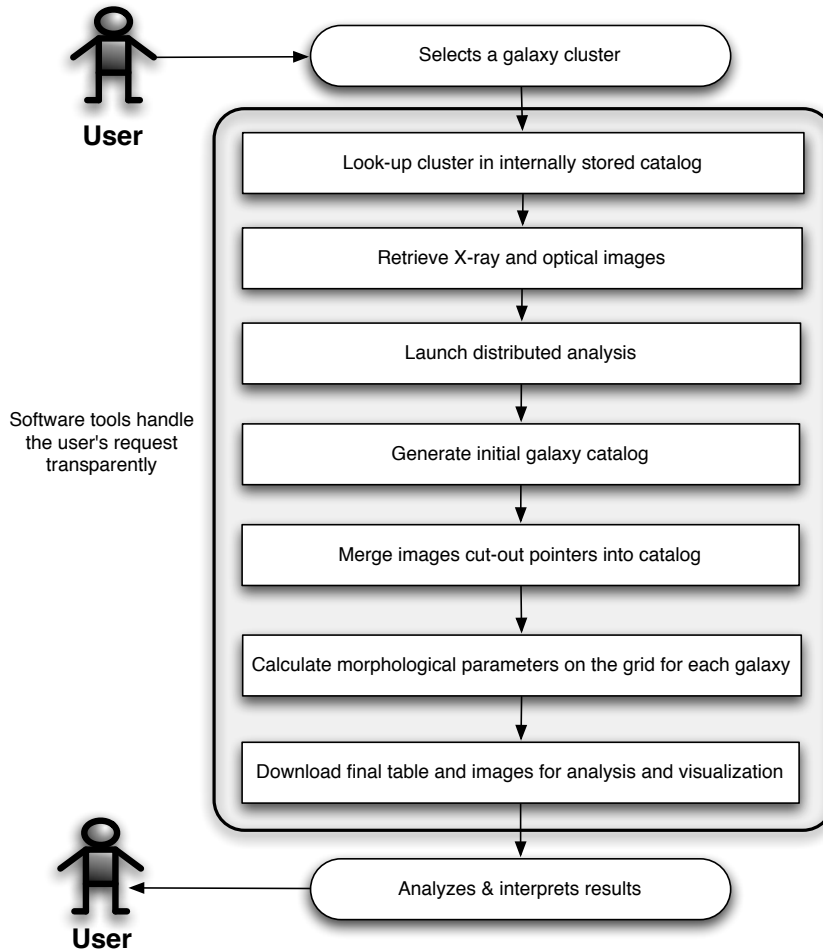 Selects a galaxy cluster
User
Look-up cluster in internally stored catalog
Retrieve X-ray and optical images
Launch distributed analysis
Software tools handle
the user's request
transparently
Generate initial galaxy catalog
Merge images cut-out pointers into catalog
Calculate morphological parameters on the grid for each galaxy
Download final table and images for analysis and visualization
Analyzes & interprets results
User